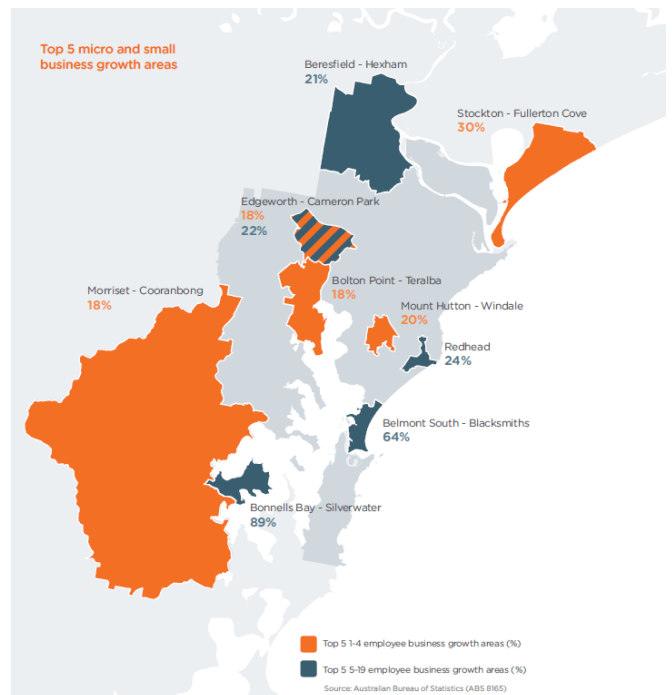 Top 5 micro and small
business growth areas
Beresfield - Hexham
21%
Stockton - Fullerton Cove
30%
Edgeworth - Cameron Park
18%
22%
Morriset - Cooranbong
18%
Bolton Point - Teralba
18%
Mount Hutton - Windale
20%
Redhead
24%
Belmont South - Blacksmiths
64%
Bonnells Bay - Silverwater
89%
Top 5 1-4 employee business growth areas (%)
Top 5 5-19 employee business growth areas (%)
Source: Australian Bureau of Statistics (ABS 8165)